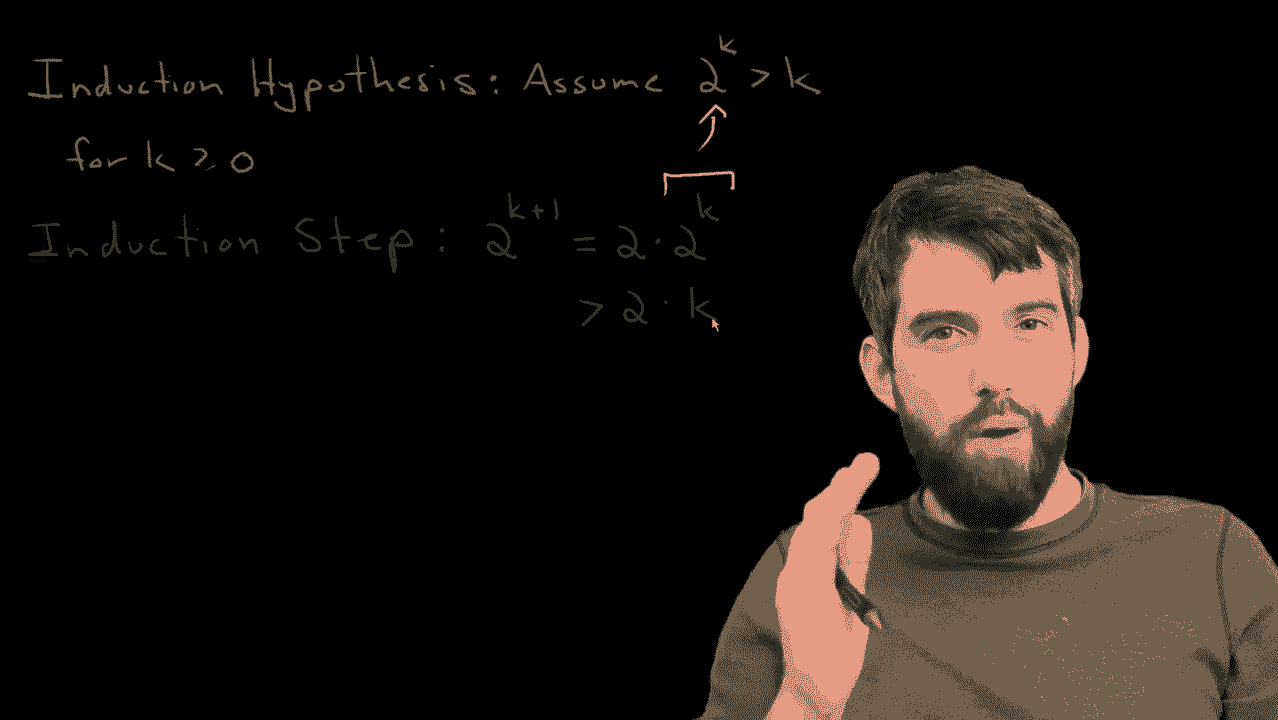 Induction Hypothesis: Assume 2^k > k
for k ≥ 0
Induction Step: 2^{k+1} = 2·2^k
> 2·k